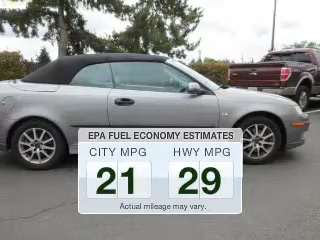 EPA FUEL ECONOMY ESTIMATES
CITY MPG HWY MPG
21 29
Actual mileage may vary.